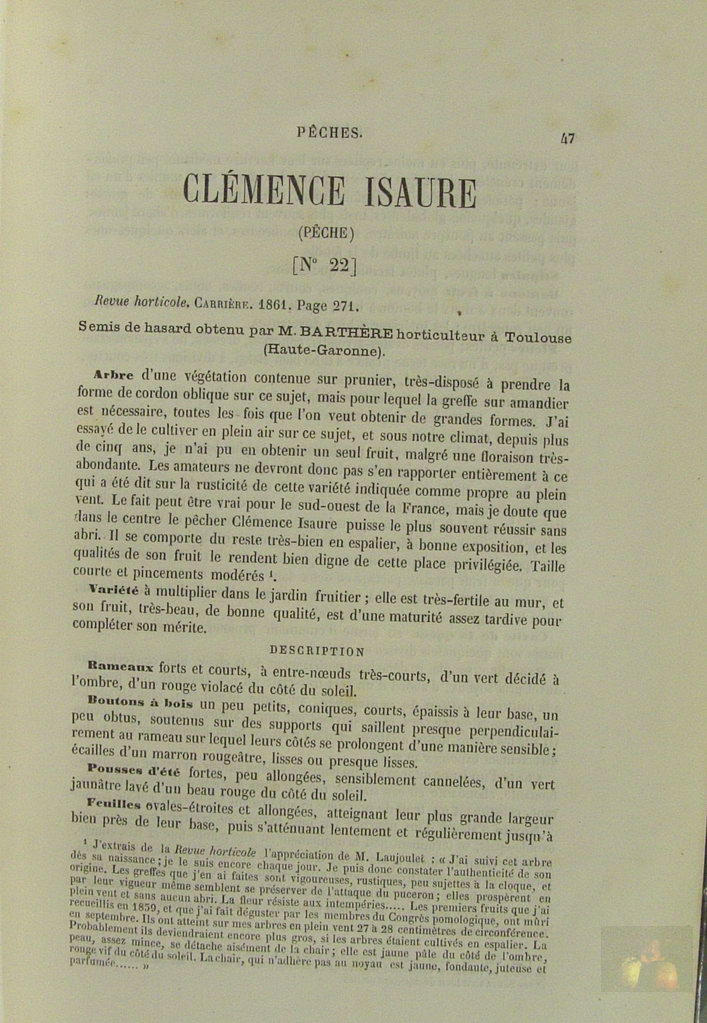 PÊCHES.
47
CLÉMENCE ISAURE
(PÊCHE)
[N° 22]
Revue horticole. CARRIÈRE. 1861. Page 271.
Semis de hasard obtenu par M. BARTHÈRE horticulteur à Toulouse
(Haute-Garonne).
Arbre d'une végétation contenue sur prunier, très-disposé à prendre la
forme de cordon oblique sur ce sujet, mais pour lequel la greffe sur amandier
est nécessaire, toutes les fois que l'on veut obtenir de grandes formes. J'ai
essayé de le cultiver en plein air sur ce sujet, et sous notre climat, depuis plus
de cinq ans, je n'ai pu en obtenir un seul fruit, malgré une floraison très-
abondante. Les amateurs ne devront donc pas s'en rapporter entièrement à ce
qui a été dit sur la rusticité de cette variété indiquée comme propre au plein
vent. Le fait peut être vrai pour le sud-ouest de la France, mais je doute que
dans le centre le pêcher Clémence Isaure puisse le plus souvent réussir sans
abri. Il se comporte du reste très-bien en espalier, à bonne exposition, et les
qualités de son fruit le rendent bien digne de cette place privilégiée. Taille
courte et pincements modérés ¹.
Variété à multiplier dans le jardin fruitier ; elle est très-fertile au mur, et
son fruit, très-beau, de bonne qualité, est d'une maturité assez tardive pour
compléter son mérite.
DESCRIPTION
Rameaux forts et courts, à entre-nœuds très-courts, d'un vert décidé à
l'ombre, d'un rouge violacé du côté du soleil.
Boutons à bois un peu petits, coniques, courts, épaissis à leur base, un
peu obtus, soutenus sur des supports qui saillent presque perpendiculai-
rement au rameau sur lequel leurs côtés se prolongent d'une manière sensible ;
écailles d'un marron rougeâtre, lisses ou presque lisses.
Pousses d'été fortes, peu allongées, sensiblement cannelées, d'un vert
jaunâtre lavé d'un beau rouge du côté du soleil.
Feuilles ovales-étroites et allongées, atteignant leur plus grande largeur
bien près de leur base, puis s'atténuant lentement et régulièrement jusqu'à
¹ J'extrais de la Revue horticole l'appréciation de M. Laujoulet : « J'ai suivi cet arbre
dès sa naissance ; je le suis encore chaque jour. Je puis donc constater l'authenticité de son
origine. Les greffes que j'en ai faites sont vigoureuses, rustiques, peu sujettes à la cloque, et
par leur vigueur même semblent se préserver de l'attaque du puceron ; elles prospèrent en
plein vent et sans aucun abri. La fleur résiste aux intempéries..... Les premiers fruits que j'ai
recueillis en 1859, et que j'ai fait déguster par les membres du Congrès pomologique, ont mûri
en septembre. Ils ont atteint sur mes arbres en plein vent 27 à 28 centimètres de circonférence.
Probablement ils deviendraient encore plus gros, si les arbres étaient cultivés en espalier. La
peau, assez mince, se détache aisément de la chair ; elle est jaune pâle du côté de l'ombre,
rouge vif du côté du soleil. La chair, qui n'adhère pas au noyau est jaune, fondante, juteuse et
parfumée...... »